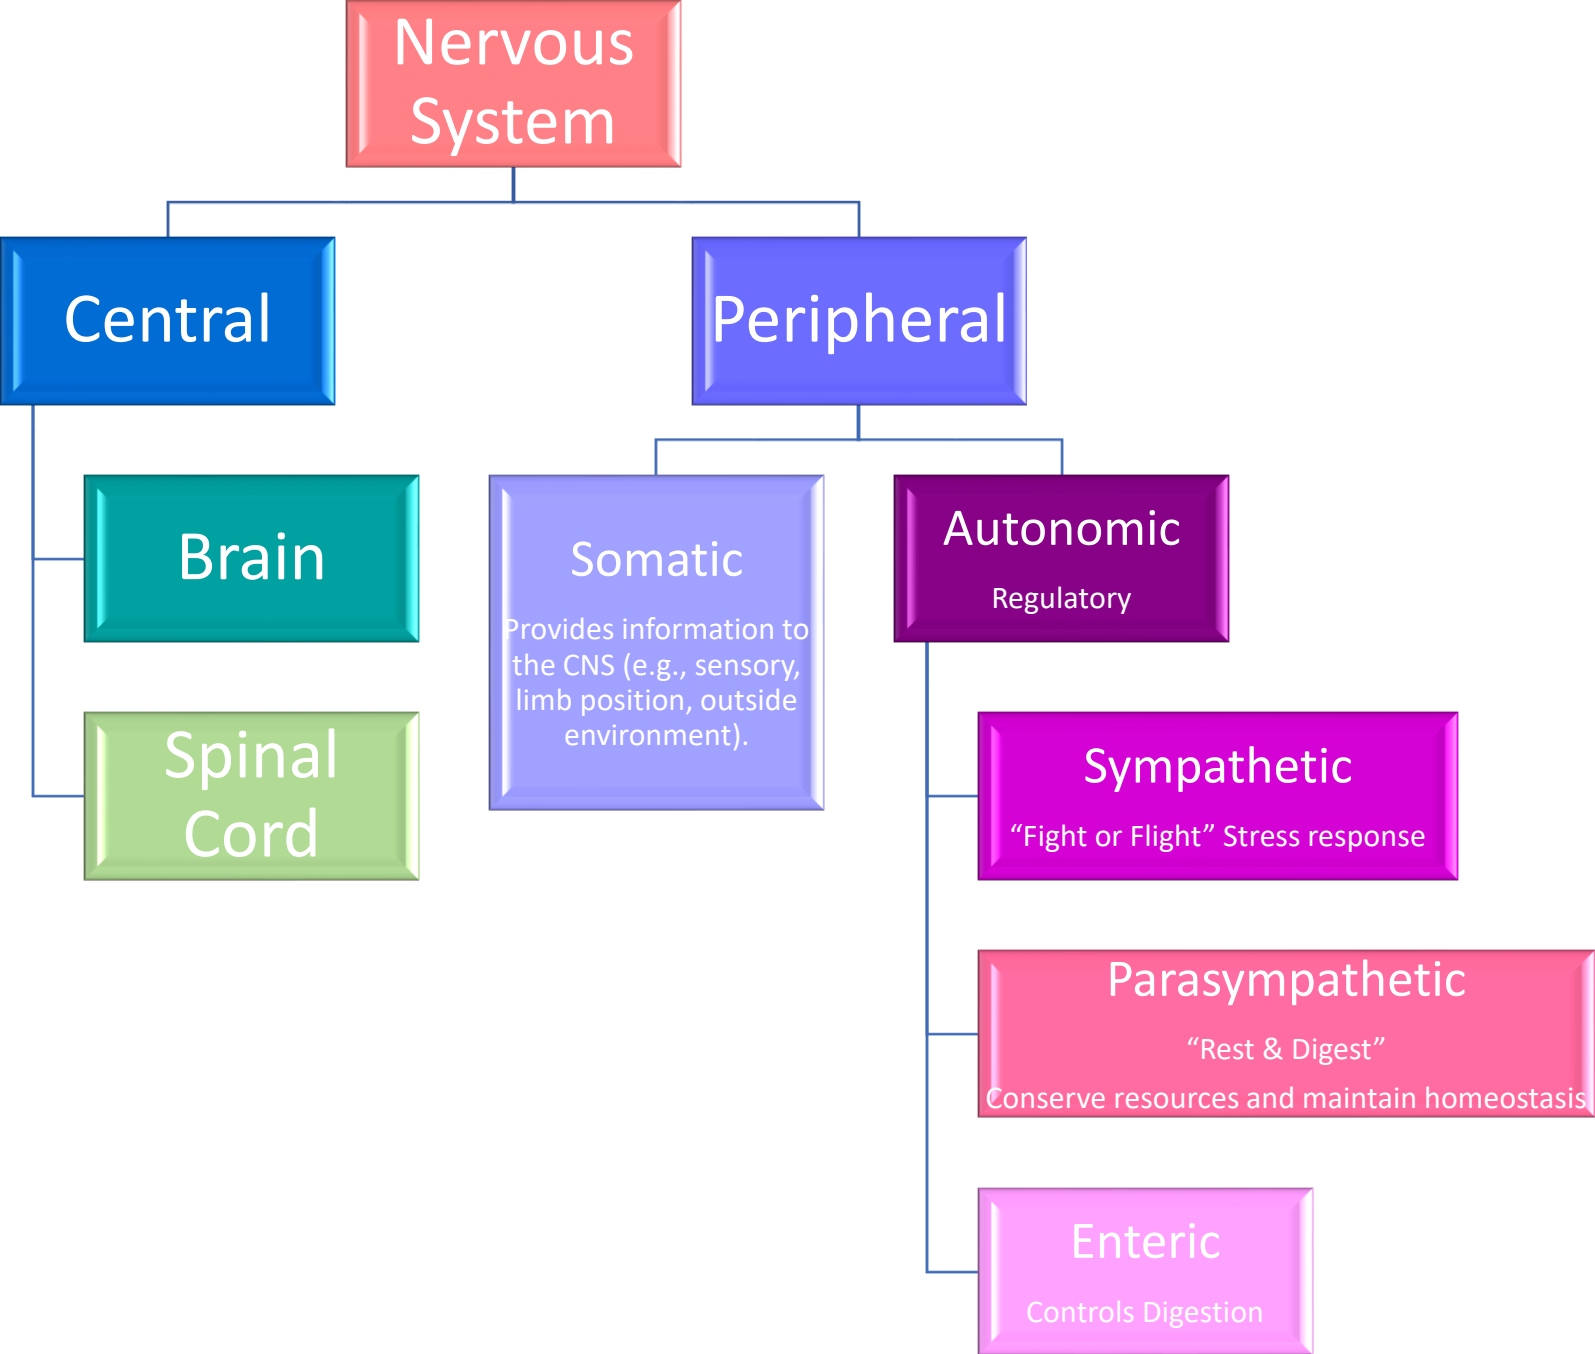 Nervous
System
Central
Peripheral
Brain
Somatic
Provides information to
the CNS (e.g., sensory,
limb position, outside
environment).
Autonomic
Regulatory
Spinal
Cord
Sympathetic
“Fight or Flight” Stress response
Parasympathetic
“Rest & Digest”
Conserve resources and maintain homeostasis
Enteric
Controls Digestion